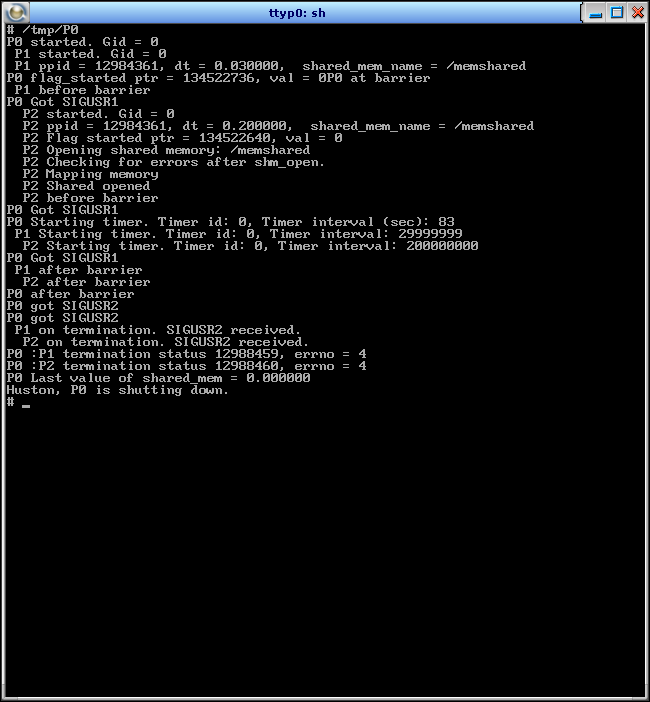 ttyp0: sh
# /tmp/P0
P0 started. Gid = 0
P1 started. Gid = 0
P1 ppid = 12984361, dt = 0.030000,  shared_mem_name = /memshared
P0 flag_started ptr = 134522736, val = 0P0 at barrier
P1 before barrier
P0 Got SIGUSR1
P2 started. Gid = 0
P2 ppid = 12984361, dt = 0.200000,  shared_mem_name = /memshared
P2 Flag started ptr = 134522640, val = 0
P2 Opening shared memory: /memshared
P2 Checking for errors after shm_open.
P2 Mapping memory
P2 Shared opened
P2 before barrier
P0 Got SIGUSR1
P0 Starting timer. Timer id: 0, Timer interval (sec): 83
P1 Starting timer. Timer id: 0, Timer interval: 29999999
P2 Starting timer. Timer id: 0, Timer interval: 200000000
P0 Got SIGUSR1
P1 after barrier
P2 after barrier
P0 after barrier
P0 got SIGUSR2
P0 got SIGUSR2
P1 on termination. SIGUSR2 received.
P2 on termination. SIGUSR2 received.
P0 :P1 termination status 12988459, errno = 4
P0 :P2 termination status 12988460, errno = 4
P0 Last value of shared_mem = 0.000000
Huston, P0 is shutting down.
# _